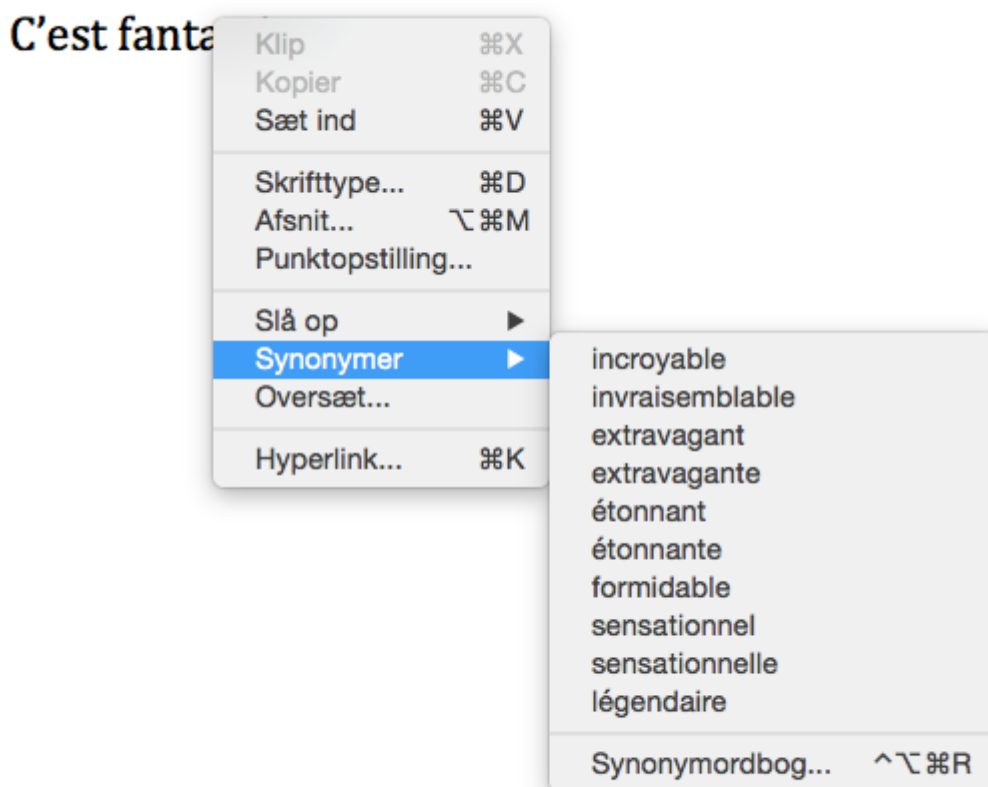 C'est fanta
Klip ⌘X
Kopier ⌘C
Sæt ind ⌘V
Skrifttype... ⌘D
Afsnit... ⌥⌘M
Punktopstilling...
Slå op ▶
Synonymer ▶
Oversæt...
Hyperlink... ⌘K
incroyable
invraisemblable
extravagant
extravagante
étonnant
étonnante
formidable
sensationnel
sensationnelle
légendaire
Synonymordbog... ^⌥⌘R